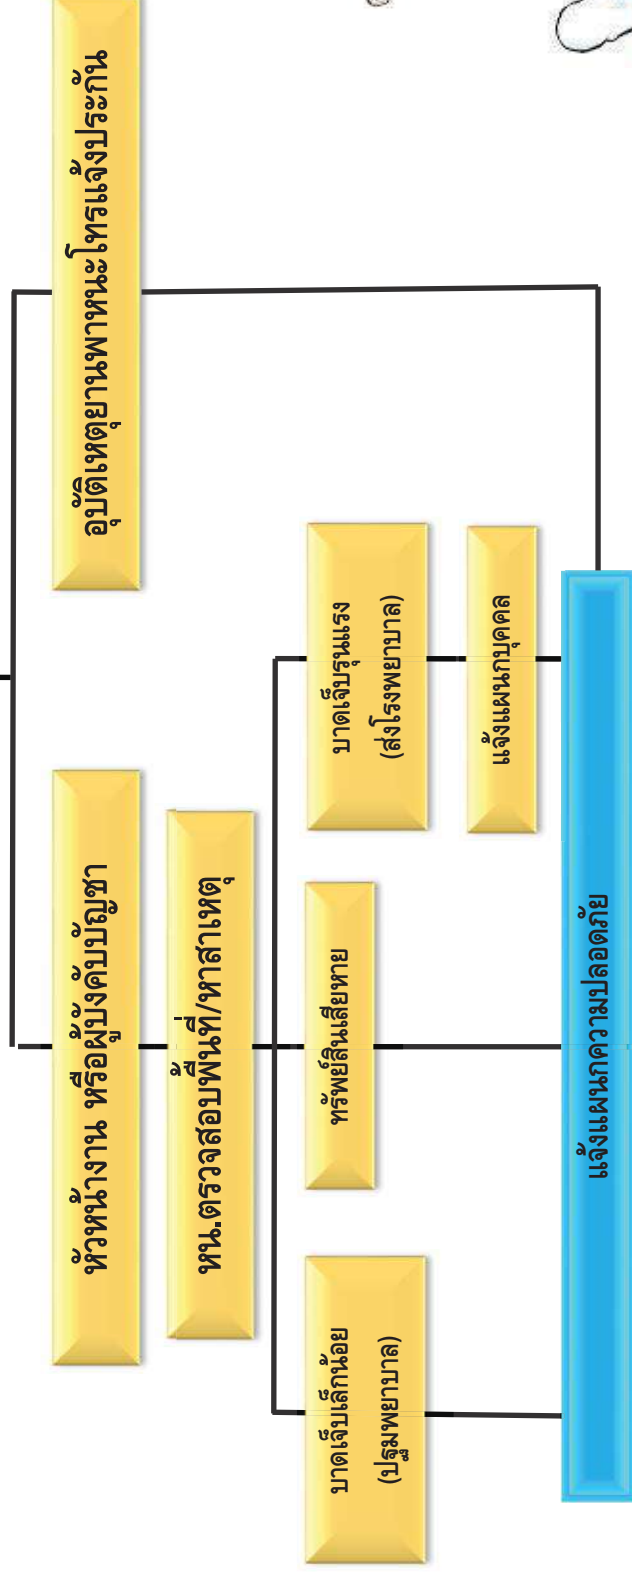 หัวหน้างาน หรือผู้บังคับบัญชา
อุบัติเหตุยานพาหนะโทรแจ้งประกัน
หน.ตรวจสอบพื้นที่/หาสาเหตุ
บาดเจ็บเล็กน้อย
(ปฐมพยาบาล)
ทรัพย์สินเสียหาย
บาดเจ็บรุนแรง
(ส่งโรงพยาบาล)
แจ้งแผนกบุคคล
แจ้งแผนกความปลอดภัย